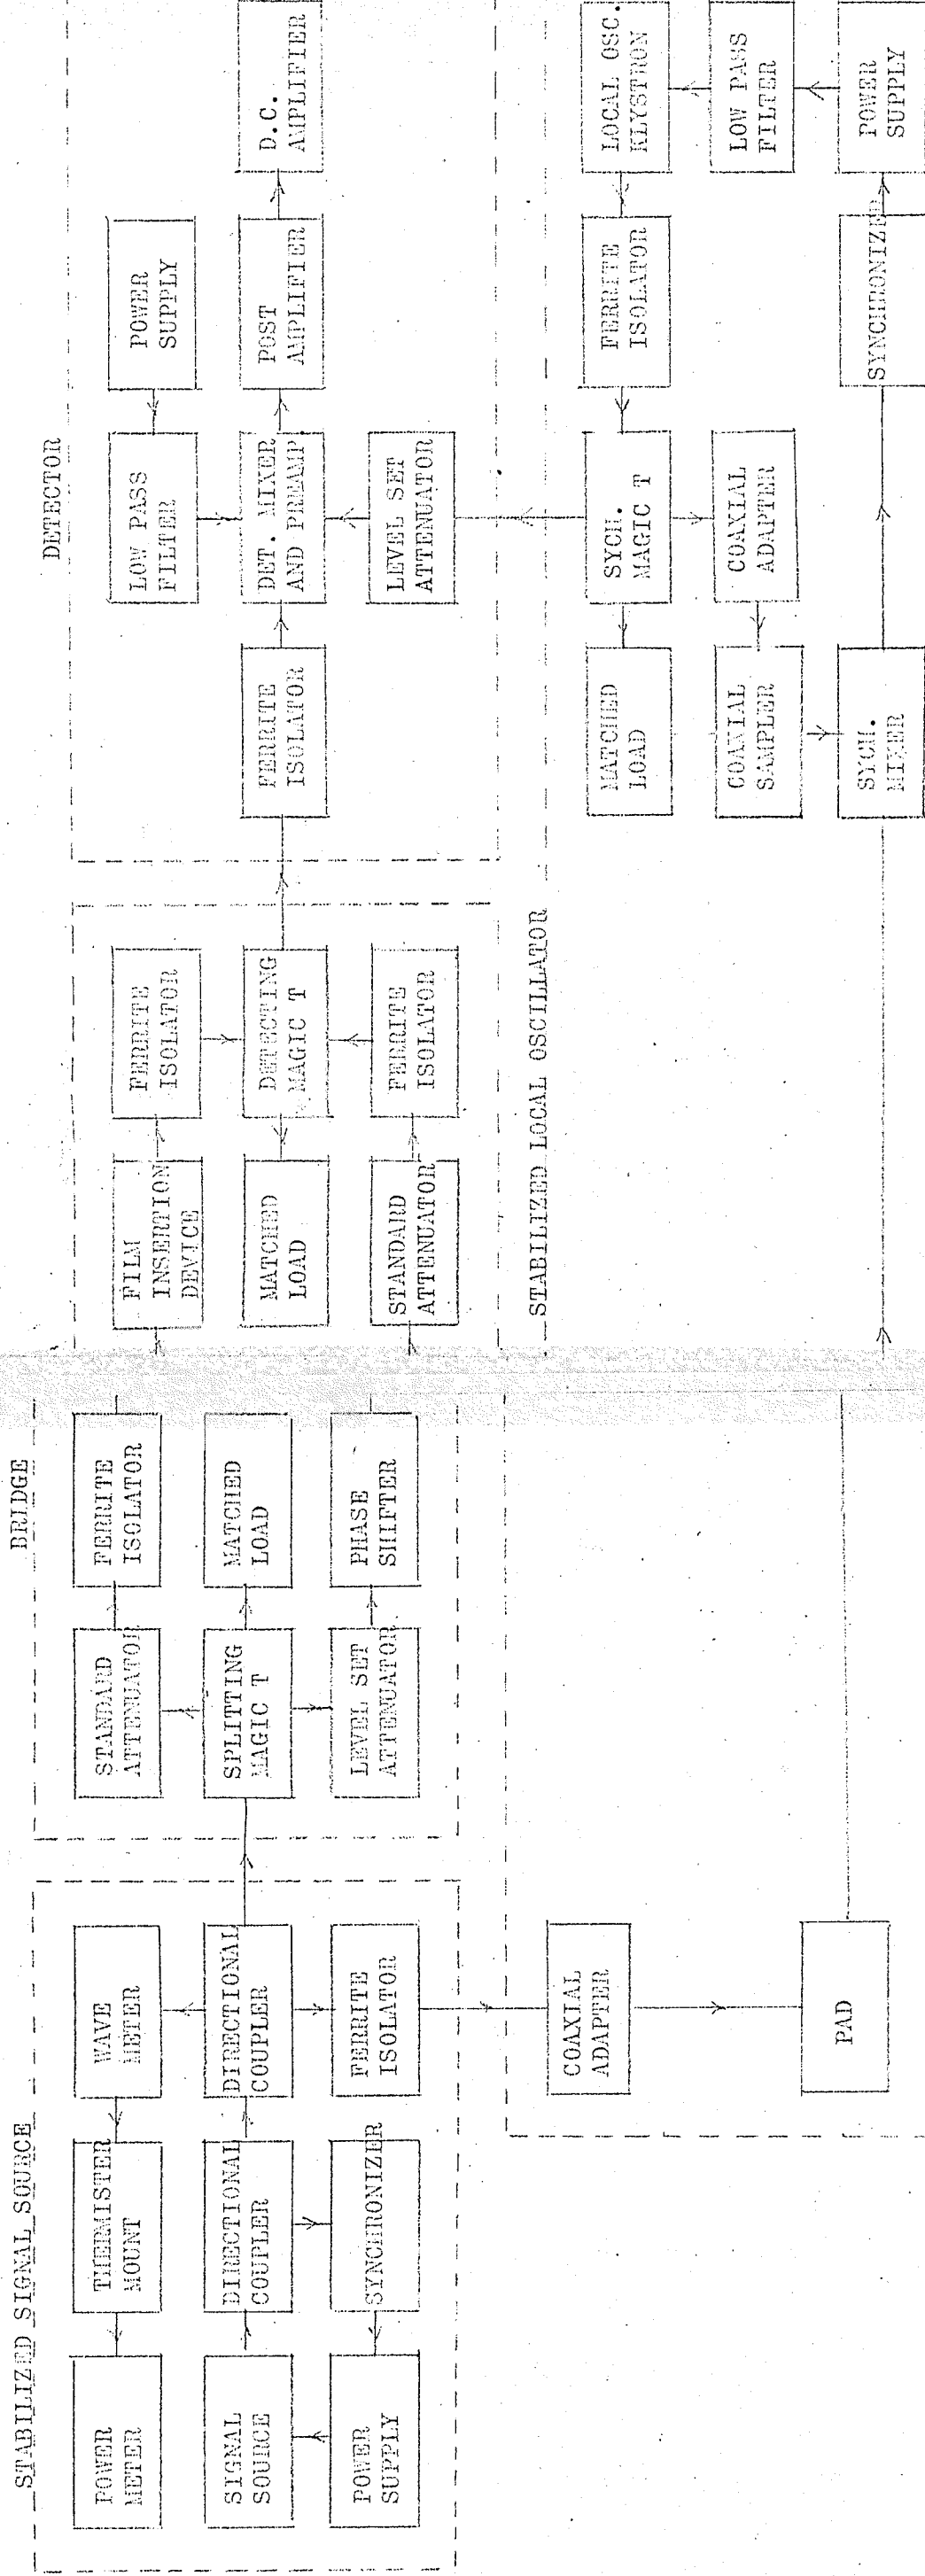 STABILIZED SIGNAL SOURCE
POWER
METER
THERMISTER
MOUNT
WAVE
METER
SIGNAL
SOURCE
DIRECTIONAL
COUPLER
DIRECTIONAL
COUPLER
POWER
SUPPLY
SYNCHRONIZER
FERRITE
ISOLATOR
BRIDGE
STANDARD
ATTENUATOR
FERRITE
ISOLATOR
FILM
INSERTION
DEVICE
FERRITE
ISOLATOR
SPLITTING
MAGIC T
MATCHED
LOAD
MATCHED
LOAD
DETECTING
MAGIC T
LEVEL SET
ATTENUATOR
PHASE
SHIFTER
STANDARD
ATTENUATOR
FERRITE
ISOLATOR
DETECTOR
LOW PASS
FILTER
POWER
SUPPLY
FERRITE
ISOLATOR
DET. MIXER
AND PREAMP
POST
AMPLIFIER
D.C.
AMPLIFIER
LEVEL SET
ATTENUATOR
STABILIZED LOCAL OSCILLATOR
COAXIAL
ADAPTER
PAD
MATCHED
LOAD
SYCH.
MAGIC T
FERRITE
ISOLATOR
LOCAL OSC.
KLYSTRON
COAXIAL
SAMPLER
COAXIAL
ADAPTER
LOW PASS
FILTER
SYCH.
MIXER
SYNCHRONIZED
POWER
SUPPLY